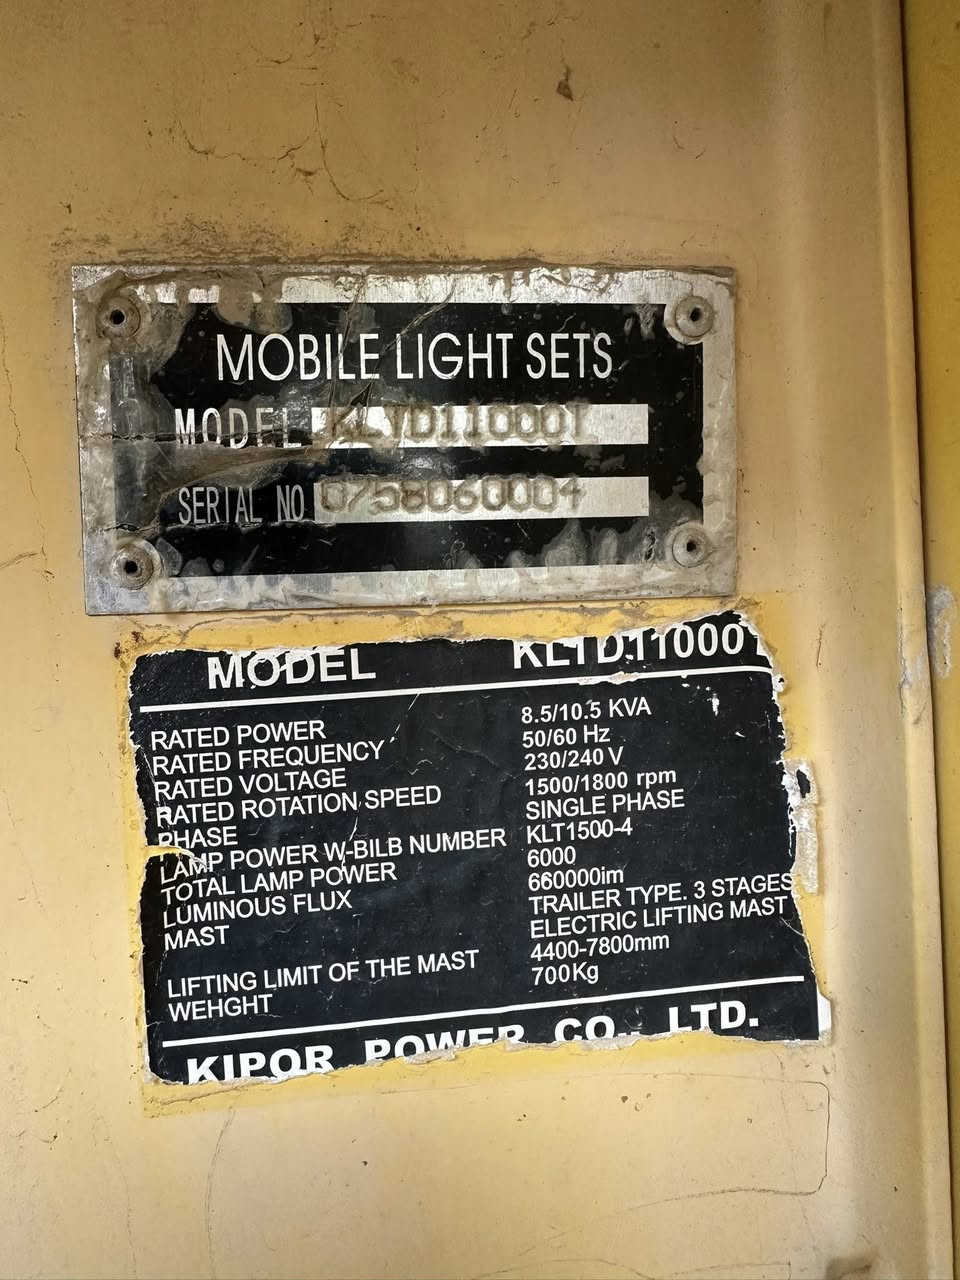 MOBILE LIGHT SETS
MODEL KLTD11000T
SERIAL NO 0758060004
MODEL KLTD11000T
RATED POWER 8.5/10.5 KVA
RATED FREQUENCY 50/60 Hz
RATED VOLTAGE 230/240 V
RATED ROTATION SPEED 1500/1800 rpm
PHASE SINGLE PHASE
LAMP POWER W-BILB NUMBER KLT1500-4
TOTAL LAMP POWER 6000
LUMINOUS FLUX 660000im
MAST TRAILER TYPE. 3 STAGES
ELECTRIC LIFTING MAST
LIFTING LIMIT OF THE MAST 4400-7800mm
WEHGHT 700Kg
KIPOR POWER CO., LTD.